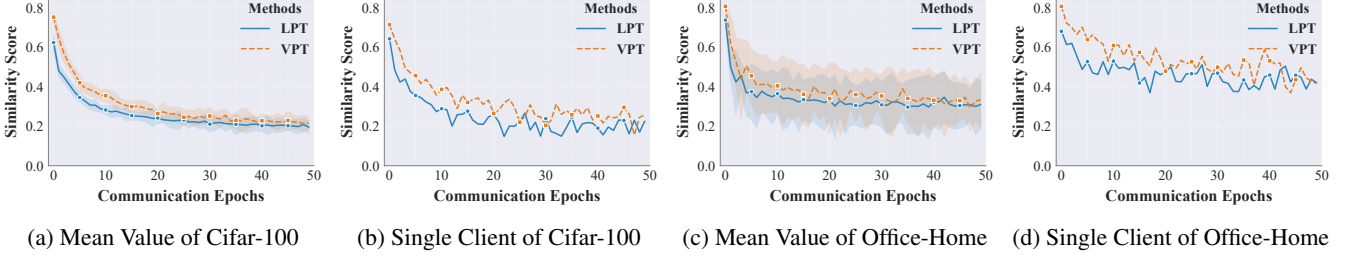 Similarity Score
0.8
0.6
0.4
0.2
0.0
Methods
LPT
VPT
0 10 20 30 40 50
Communication Epochs
(a) Mean Value of Cifar-100
Similarity Score
0.8
0.6
0.4
0.2
0.0
Methods
LPT
VPT
0 10 20 30 40 50
Communication Epochs
(b) Single Client of Cifar-100
Similarity Score
0.8
0.6
0.4
0.2
0.0
Methods
LPT
VPT
0 10 20 30 40 50
Communication Epochs
(c) Mean Value of Office-Home
Similarity Score
0.8
0.6
0.4
0.2
0.0
Methods
LPT
VPT
0 10 20 30 40 50
Communication Epochs
(d) Single Client of Office-Home